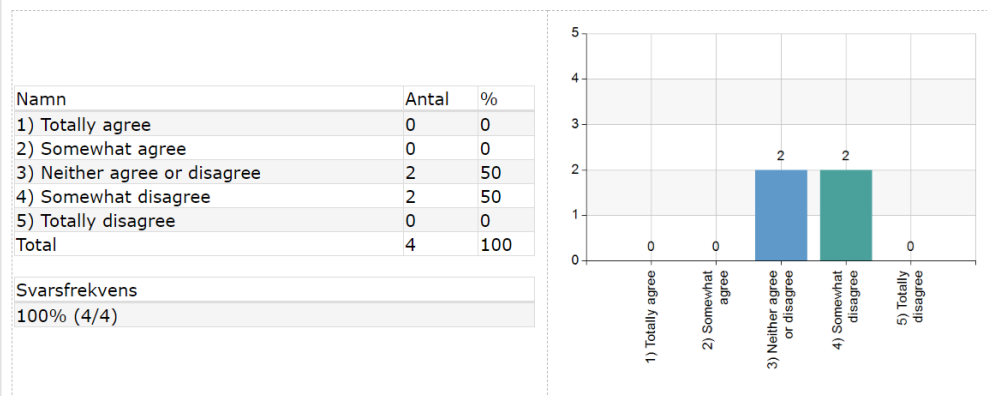 Namn Antal %
1) Totally agree 0 0
2) Somewhat agree 0 0
3) Neither agree or disagree 2 50
4) Somewhat disagree 2 50
5) Totally disagree 0 0
Total 4 100
Svarsfrekvens
100% (4/4)
5
4
3
2
1
0
0
0
2
2
0
1) Totally agree
2) Somewhat
agree
3) Neither agree
or disagree
4) Somewhat
disagree
5) Totally
disagree